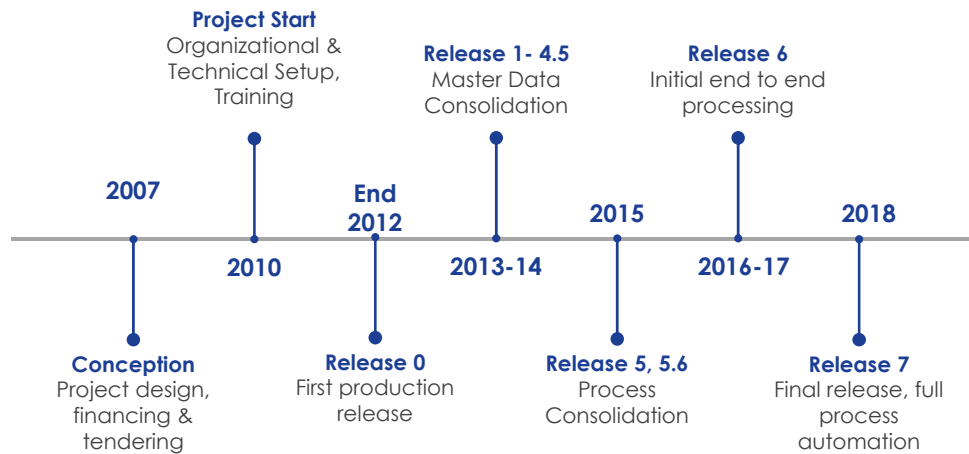 Project Start
Organizational &
Technical Setup,
Training
Release 1- 4.5
Master Data
Consolidation
Release 6
Initial end to end
processing
2007
End
2012
2015
2018
2010
2013-14
2016-17
Conception
Project design,
financing &
tendering
Release 0
First production
release
Release 5, 5.6
Process
Consolidation
Release 7
Final release, full
process
automation